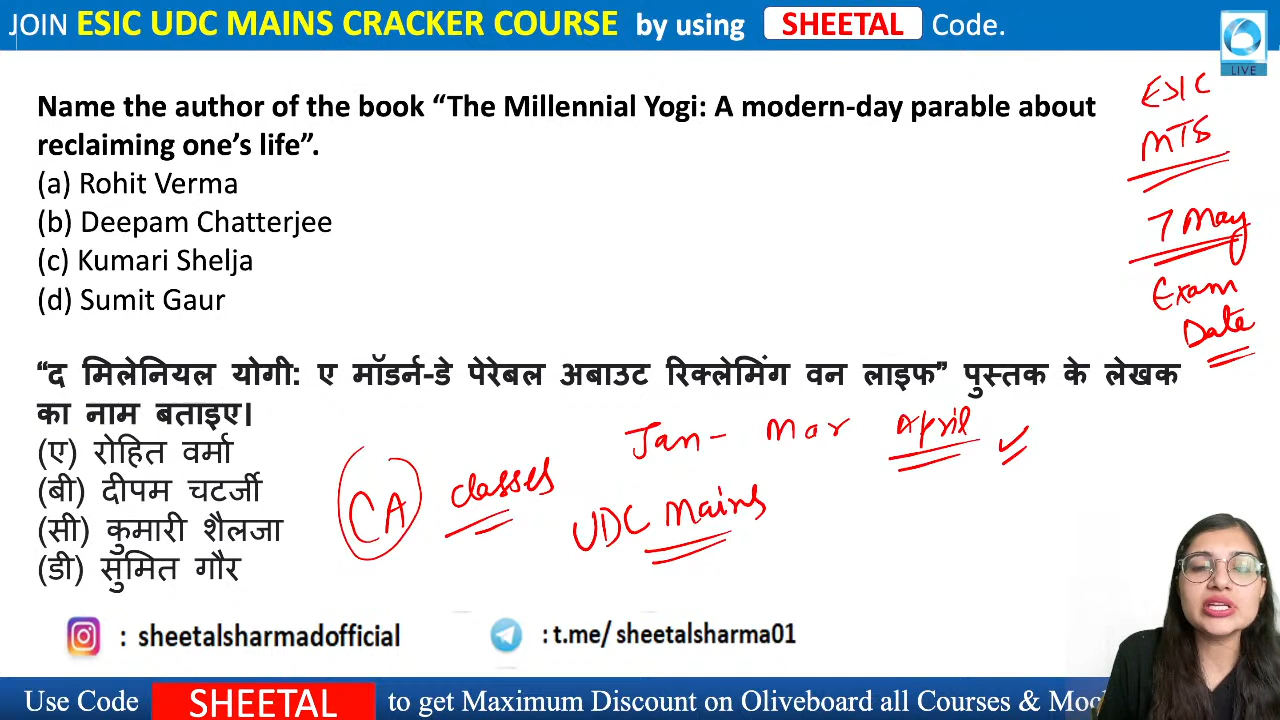 JOIN ESIC UDC MAINS CRACKER COURSE by using SHEETAL Code.
LIVE
Name the author of the book “The Millennial Yogi: A modern-day parable about
reclaiming one’s life”.
(a) Rohit Verma
(b) Deepam Chatterjee
(c) Kumari Shelja
(d) Sumit Gaur
ESIC
MTS
7 May
Exam
Date
“द मिलेनियल योगी: ए मॉडर्न-डे पेरेबल अबाउट रिक्लेमिंग वन लाइफ” पुस्तक के लेखक
का नाम बताइए।
(ए) रोहित वर्मा
(बी) दीपम चटर्जी
(सी) कुमारी शैलजा
(डी) सुमित गौर
Jan - Mar April
CA classes
UDC Mains
: sheetalsharmadofficial
: t.me/ sheetalsharma01
Use Code SHEETAL to get Maximum Discount on Oliveboard all Courses & Moc